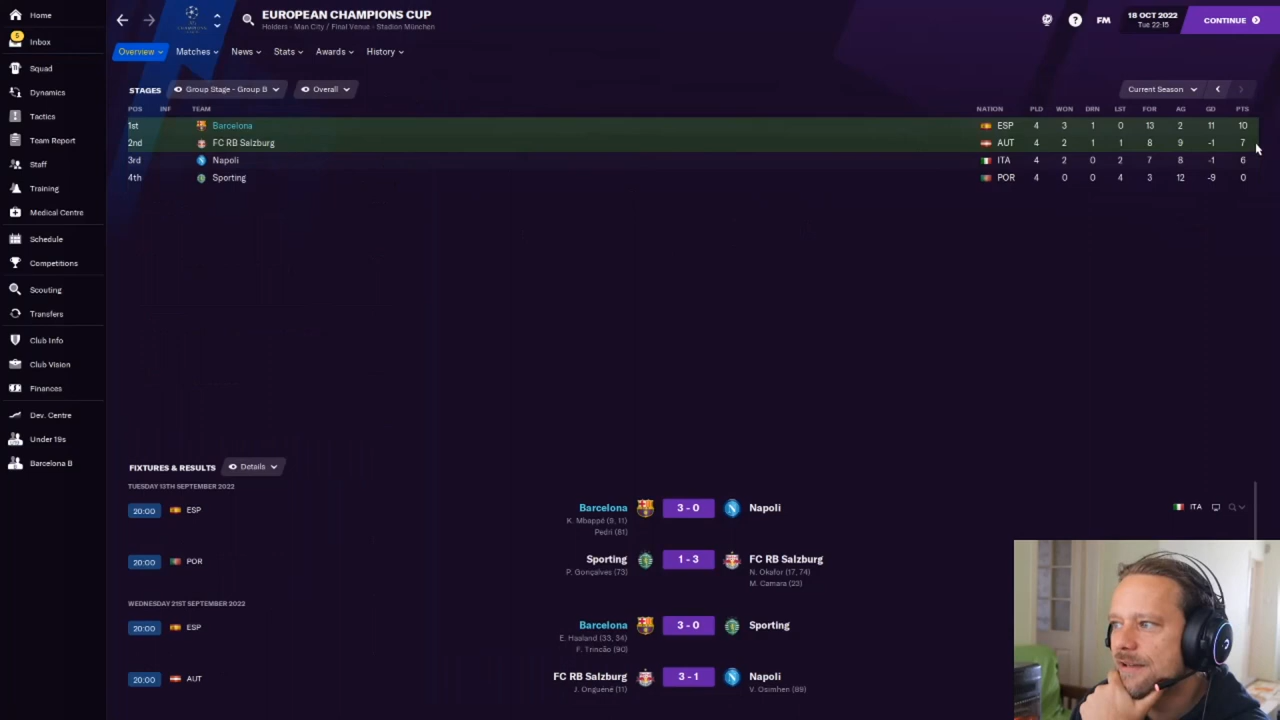 Home
EUROPEAN CHAMPIONS CUP
Holders - Man City / Final Venue - Stadion München
FM
18 OCT 2022
Tue 22:15
CONTINUE
5
Inbox
Overview
Matches
News
Stats
Awards
History
Squad
Dynamics
Tactics
Team Report
Staff
Training
Medical Centre
Schedule
Competitions
Scouting
Transfers
Club Info
Club Vision
Finances
Dev. Centre
Under 19s
Barcelona B
STAGES Group Stage - Group B Overall Current Season
POS INF TEAM NATION PLD WON DRN LST FOR AG GD PTS
1st Barcelona ESP 4 3 1 0 13 2 11 10
2nd FC RB Salzburg AUT 4 2 1 1 8 9 -1 7
3rd Napoli ITA 4 2 0 2 7 8 -1 6
4th Sporting POR 4 0 0 4 3 12 -9 0
FIXTURES & RESULTS Details
TUESDAY 13TH SEPTEMBER 2022
20:00 ESP Barcelona 3 - 0 Napoli ITA
K. Mbappé (9, 11)
Pedri (81)
20:00 POR Sporting 1 - 3 FC RB Salzburg
P. Gonçalves (73) N. Okafor (17, 74)
M. Camara (23)
WEDNESDAY 21ST SEPTEMBER 2022
20:00 ESP Barcelona 3 - 0 Sporting
E. Haaland (33, 34)
F. Trincão (90)
20:00 AUT FC RB Salzburg 3 - 1 Napoli
J. Onguéné (11) V. Osimhen (89)